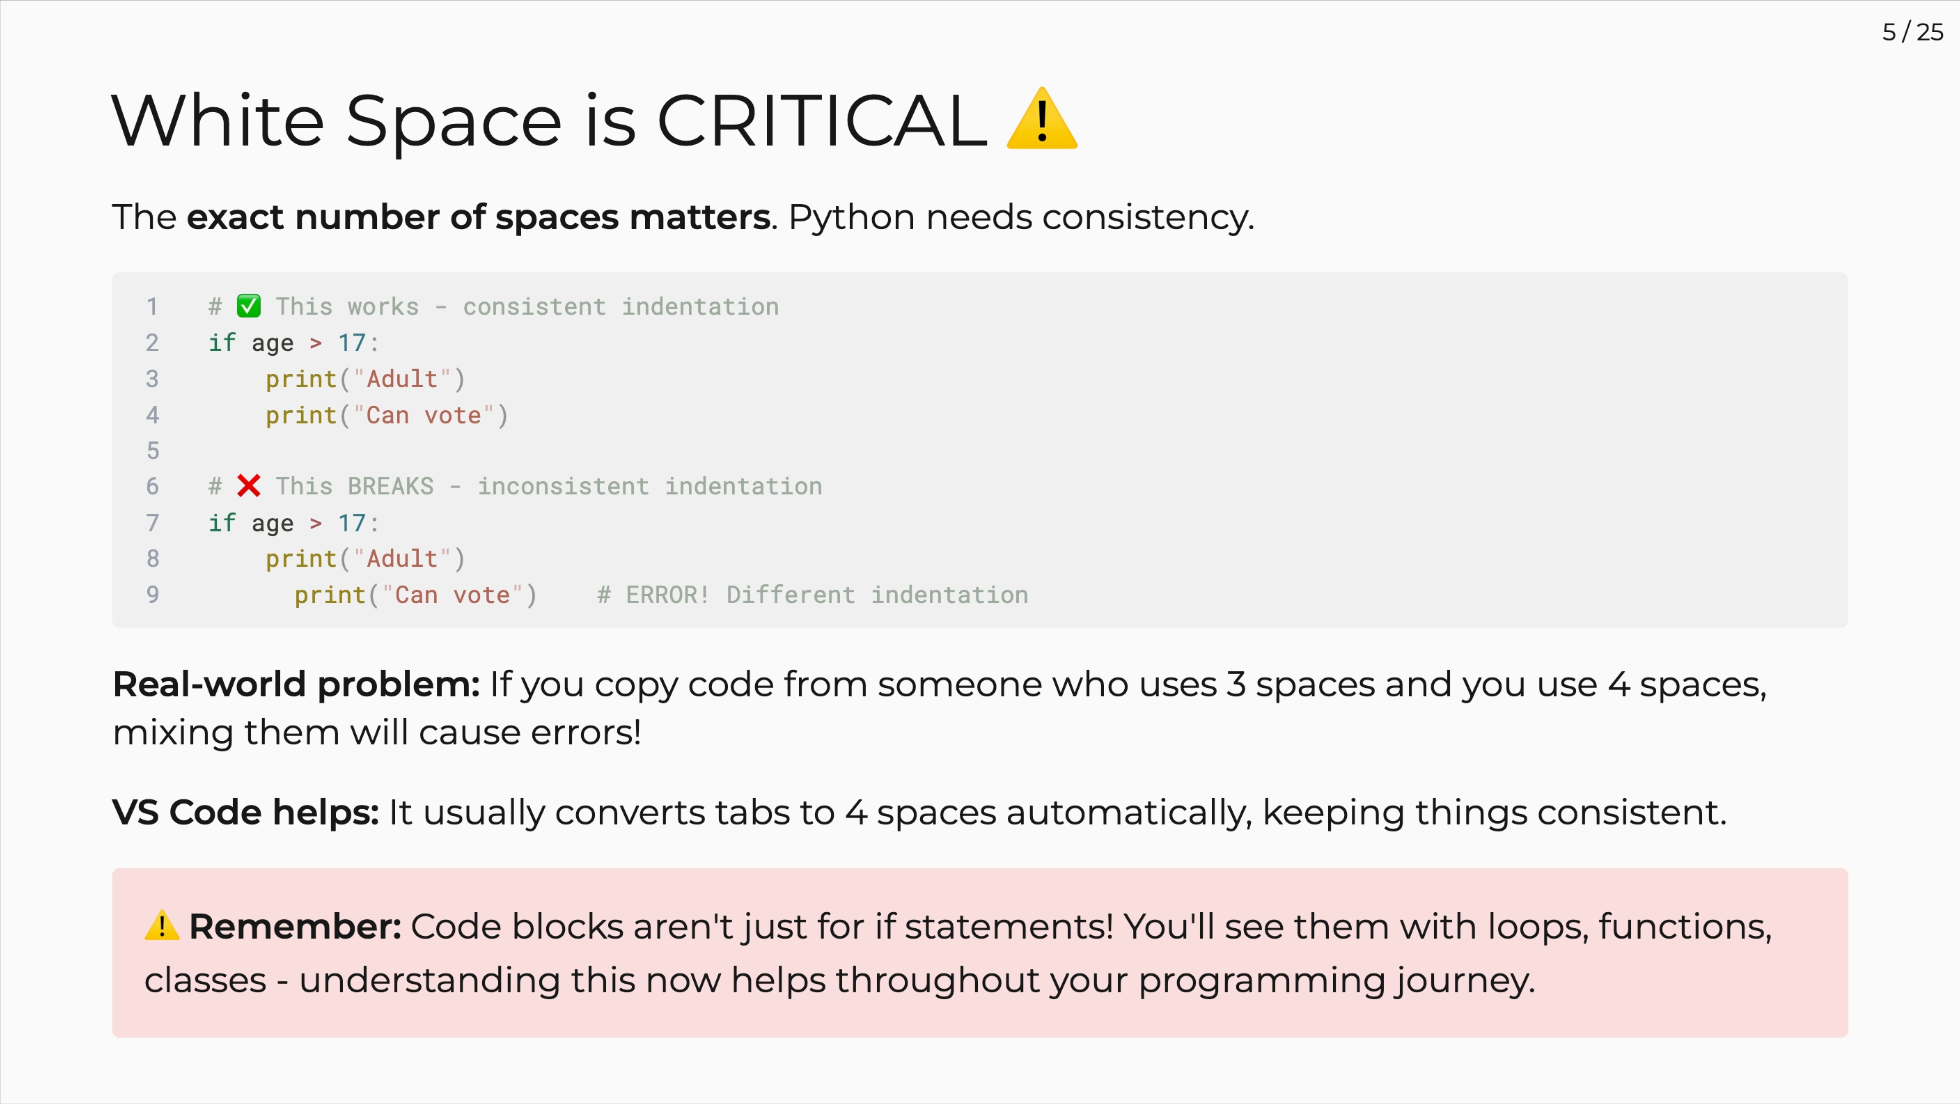 5 / 25
White Space is CRITICAL ⚠️
The exact number of spaces matters. Python needs consistency.
1 # ✅ This works - consistent indentation
2 if age > 17:
3     print("Adult")
4     print("Can vote")
5
6 # ❌ This BREAKS - inconsistent indentation
7 if age > 17:
8     print("Adult")
9       print("Can vote")    # ERROR! Different indentation
Real-world problem: If you copy code from someone who uses 3 spaces and you use 4 spaces,
mixing them will cause errors!
VS Code helps: It usually converts tabs to 4 spaces automatically, keeping things consistent.
⚠️ Remember: Code blocks aren't just for if statements! You'll see them with loops, functions,
classes - understanding this now helps throughout your programming journey.